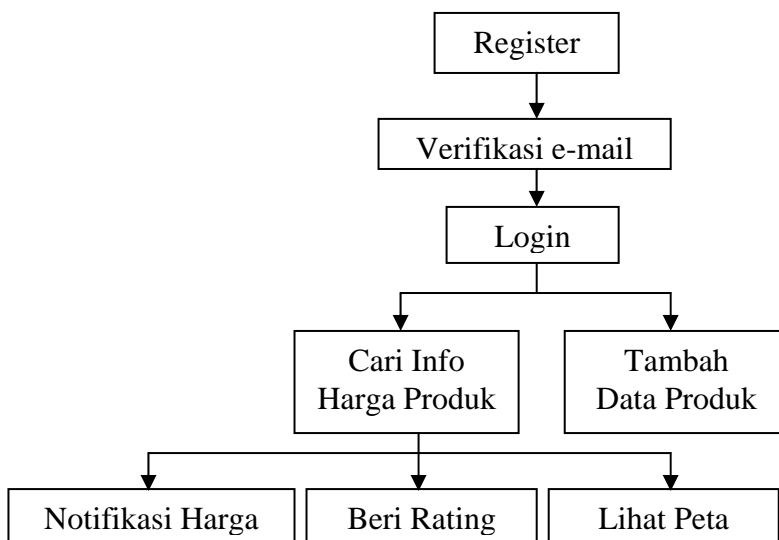 Register
Verifikasi e-mail
Login
Cari Info
Harga Produk
Tambah
Data Produk
Notifikasi Harga
Beri Rating
Lihat Peta